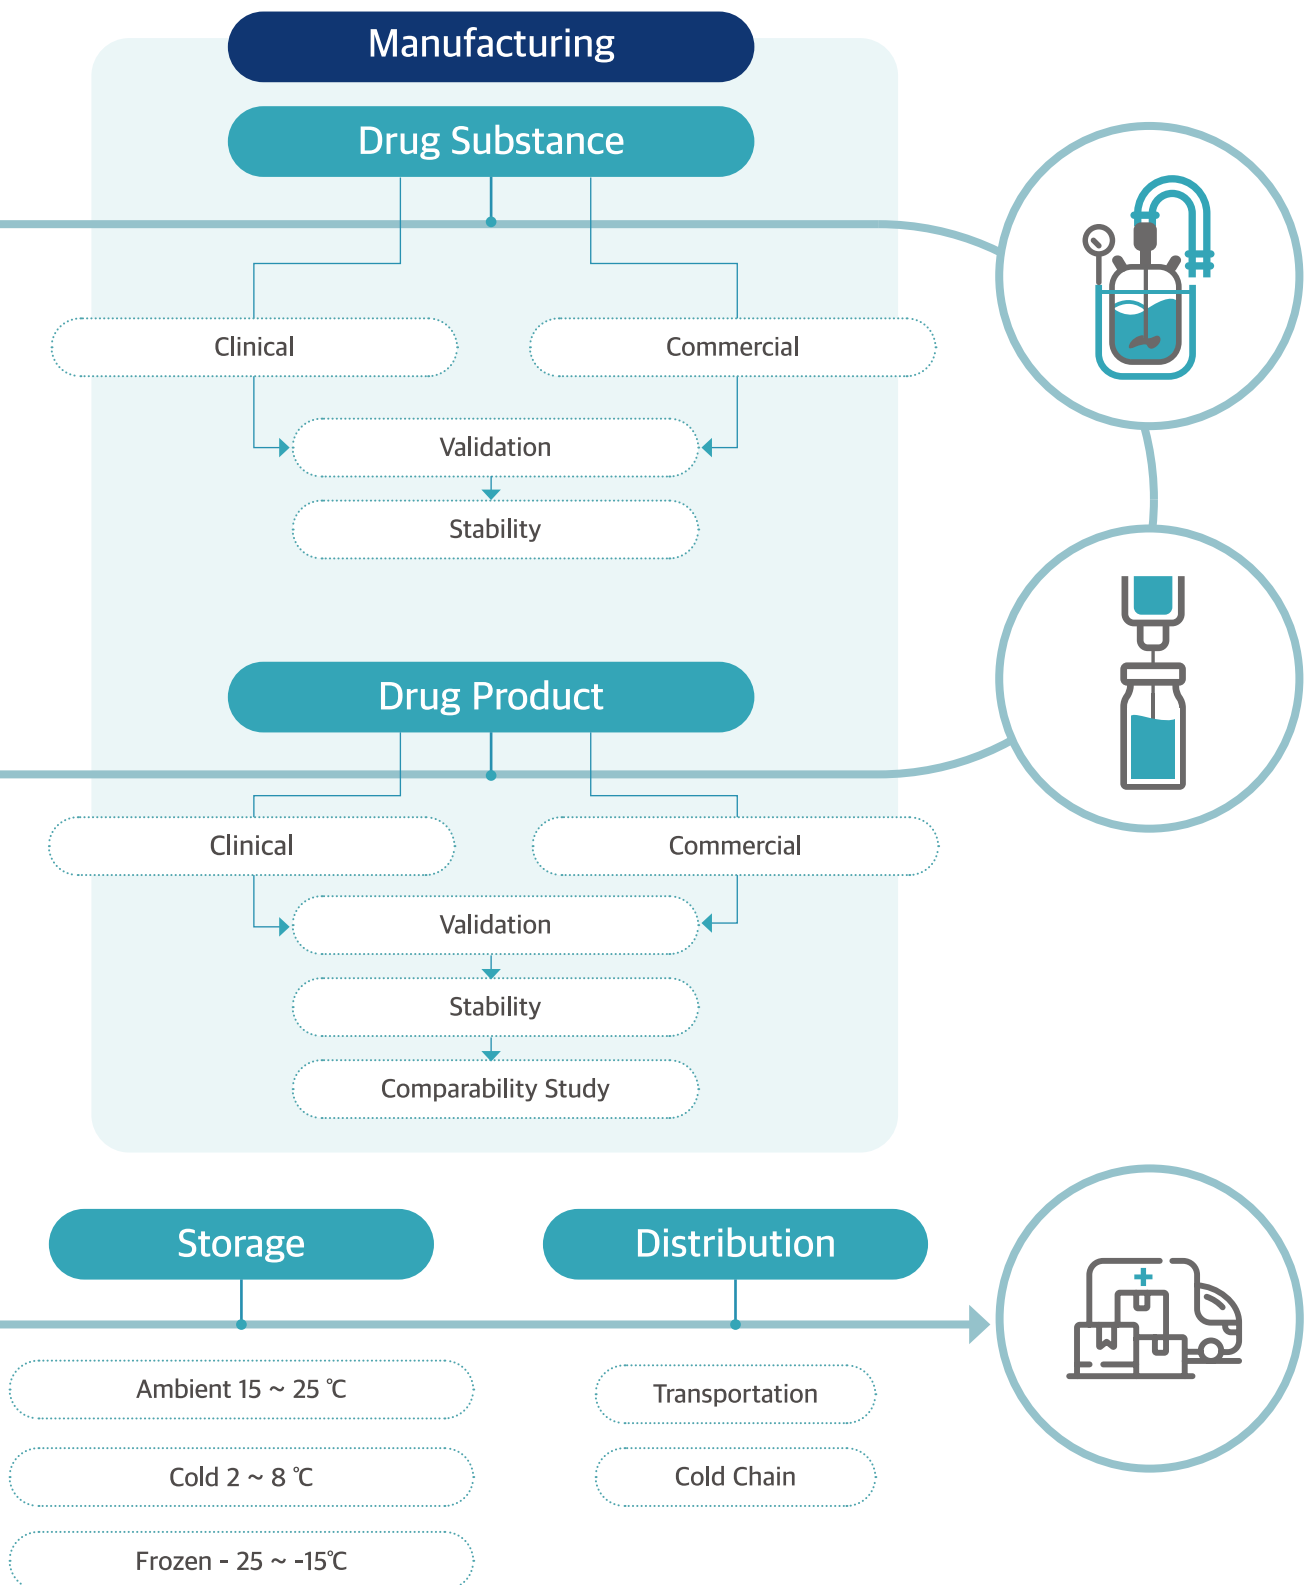 Manufacturing
Drug Substance
Clinical
Commercial
Validation
Stability
Drug Product
Clinical
Commercial
Validation
Stability
Comparability Study
Storage
Distribution
Ambient 15 ~ 25 ℃
Transportation
Cold 2 ~ 8 ℃
Cold Chain
Frozen - 25 ~ -15℃